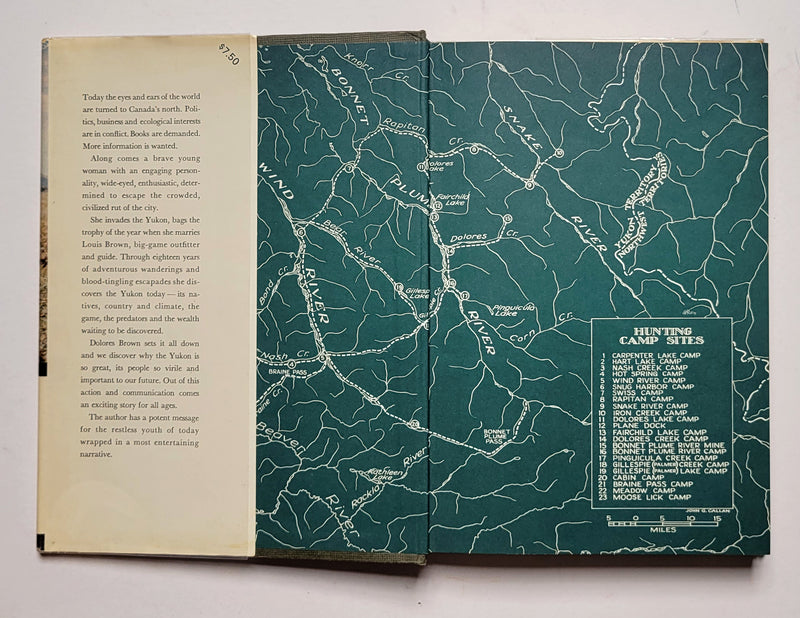 $7.50
Today the eyes and ears of the world
are turned to Canada's north. Poli-
tics, business and ecological interests
are in conflict. Books are demanded.
More information is wanted.
Along comes a brave young
woman with an engaging person-
ality, wide-eyed, enthusiastic, deter-
mined to escape the crowded,
civilized rut of the city.
She invades the Yukon, bags the
trophy of the year when she marries
Louis Brown, big-game outfitter
and guide. Through eighteen years
of adventurous wanderings and
blood-tingling escapades she dis-
covers the Yukon today—its na-
tives, country and climate, the
game, the predators and the wealth
waiting to be discovered.
Dolores Brown sets it all down
and we discover why the Yukon is
so great, its people so virile and
important to our future. Out of this
action and communication comes
an exciting story for all ages.
The author has a potent message
for the restless youth of today
wrapped in a most entertaining
narrative.
BONNET
Knorr Cr.
Rapitan Cr.
SNAKE
RIVER
Dolores
Lake
WIND
RIVER
PLUM
Fairchild
Lake
YUKON TERRITORY
NORTHWEST TERRITORIES
Bear River
Dolores
Bond Cr.
Gillespie
Lake
Pinguicula
Lake
RIVER
Corn Cr.
Nash Cr.
BRAINE PASS
Braine Cr.
Beaver
River
Kathleen
Lake
Rackla River
BONNET
PLUME
PASS
HUNTING
CAMP SITES
1 CARPENTER LAKE CAMP
2 HART LAKE CAMP
3 NASH CREEK CAMP
4 HOT SPRING CAMP
5 WIND RIVER CAMP
6 SNUG HARBOR CAMP
7 SWISS CAMP
8 RAPITAN CAMP
9 SNAKE RIVER CAMP
10 IRON CREEK CAMP
11 DOLORES LAKE CAMP
12 PLANE DOCK
13 FAIRCHILD LAKE CAMP
14 DOLORES CREEK CAMP
15 BONNET PLUME RIVER MINE
16 BONNET PLUME RIVER CAMP
17 PINGUICULA CREEK CAMP
18 GILLESPIE (PALMER) CREEK CAMP
19 GILLESPIE (PALMER) LAKE CAMP
20 CABIN CAMP
21 BRAINE PASS CAMP
22 MEADOW CAMP
23 MOOSE LICK CAMP
JOHN G. CALLAN
5 0 5 10 15
MILES